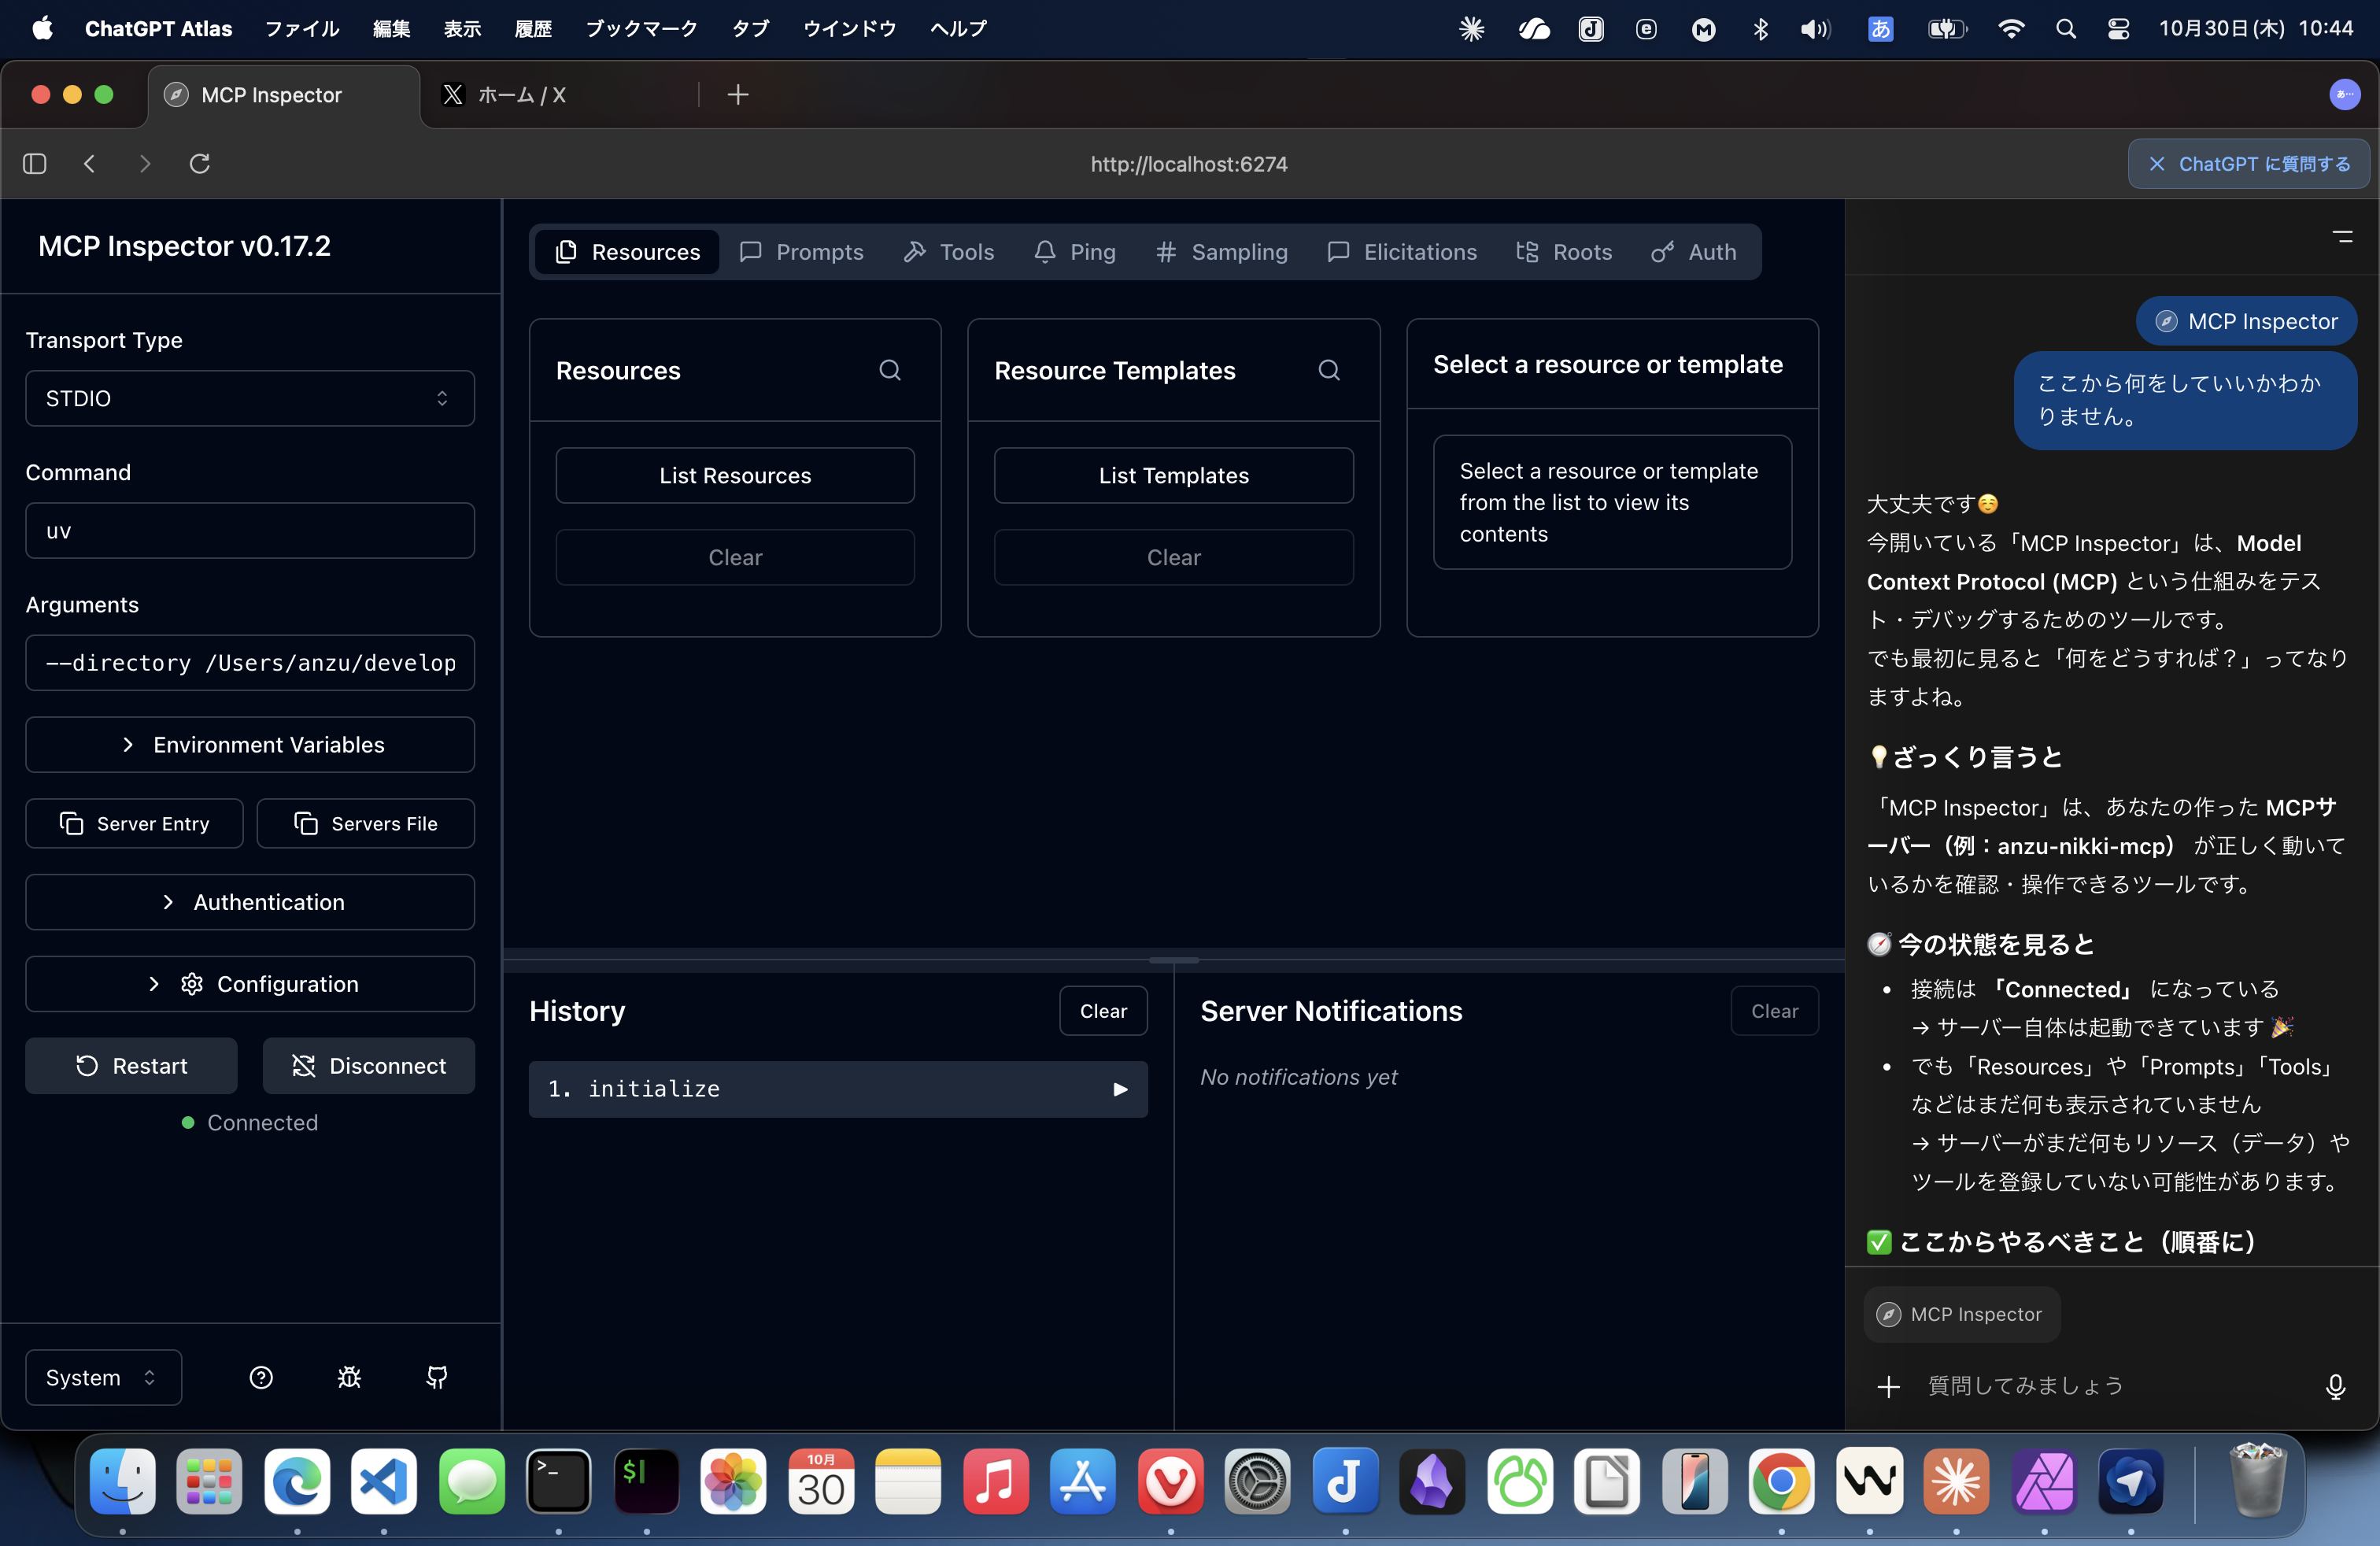 ChatGPT Atlas ファイル 編集 表示 履歴 ブックマーク タブ ウインドウ ヘルプ あ 10月30日(木) 10:44
MCP Inspector ホーム / X あ…
http://localhost:6274 ChatGPT に質問する
MCP Inspector v0.17.2
Transport Type
STDIO
Command
uv
Arguments
--directory /Users/anzu/develop
Environment Variables
Server Entry Servers File
Authentication
Configuration
Restart Disconnect
Connected
System
Resources Prompts Tools Ping Sampling Elicitations Roots Auth
Resources
List Resources
Clear
Resource Templates
List Templates
Clear
Select a resource or template
Select a resource or template
from the list to view its
contents
History Clear
1. initialize
Server Notifications Clear
No notifications yet
MCP Inspector
ここから何をしていいかわか
りません。
大丈夫です☺️
今開いている「MCP Inspector」は、Model
Context Protocol (MCP) という仕組みをテス
ト・デバッグするためのツールです。
でも最初に見ると「何をどうすれば？」ってなり
ますよね。
💡ざっくり言うと
「MCP Inspector」は、あなたの作った MCPサ
ーバー（例：anzu-nikki-mcp） が正しく動いて
いるかを確認・操作できるツールです。
🧭 今の状態を見ると
• 接続は 「Connected」 になっている
→ サーバー自体は起動できています 🎉
• でも「Resources」や「Prompts」「Tools」
などはまだ何も表示されていません
→ サーバーがまだ何もリソース（データ）や
ツールを登録していない可能性があります。
✅ ここからやるべきこと（順番に）
MCP Inspector
質問してみましょう
10月
30